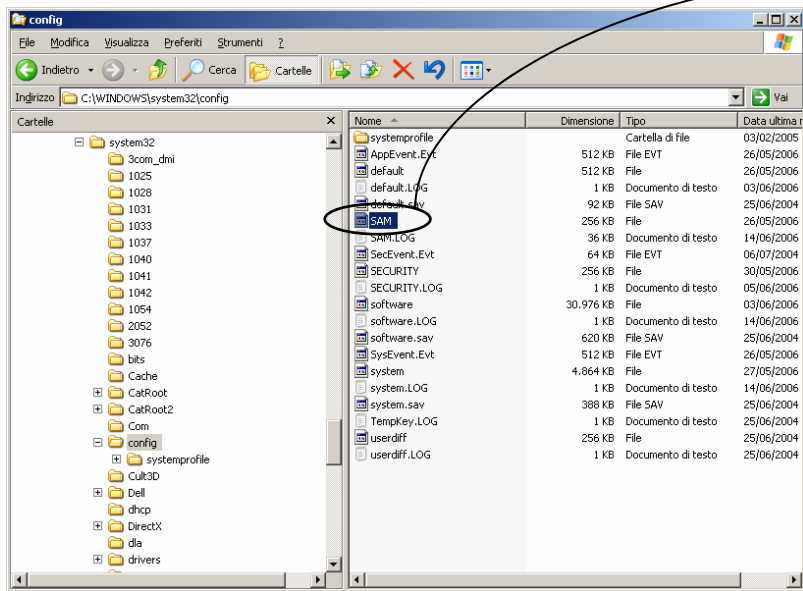 config
File Modifica Visualizza Preferiti Strumenti ?
Indietro Cerca Cartelle
Indirizzo C:\WINDOWS\system32\config Vai
Cartelle
system32
3com_dmi
1025
1028
1031
1033
1037
1040
1041
1042
1054
2052
3076
bits
Cache
CatRoot
CatRoot2
Com
config
systemprofile
Cult3D
Dell
dhcp
DirectX
dla
drivers
Nome Dimensione Tipo Data ultima
systemprofile Cartella di file 03/02/2005
AppEvent.Evt 512 KB File EVT 26/05/2006
default 512 KB File 26/05/2006
default.LOG 1 KB Documento di testo 03/06/2006
default.sav 92 KB File SAV 25/06/2004
SAM 256 KB File 26/05/2006
SAM.LOG 36 KB Documento di testo 14/06/2006
SecEvent.Evt 64 KB File EVT 06/07/2004
SECURITY 256 KB File 30/05/2006
SECURITY.LOG 1 KB Documento di testo 05/06/2006
software 30.976 KB File 03/06/2006
software.LOG 1 KB Documento di testo 14/06/2006
software.sav 620 KB File SAV 25/06/2004
SysEvent.Evt 512 KB File EVT 26/05/2006
system 4.864 KB File 27/05/2006
system.LOG 1 KB Documento di testo 14/06/2006
system.sav 388 KB File SAV 25/06/2004
TempKey.LOG 1 KB Documento di testo 25/06/2004
userdiff 256 KB File 25/06/2004
userdiff.LOG 1 KB Documento di testo 25/06/2004